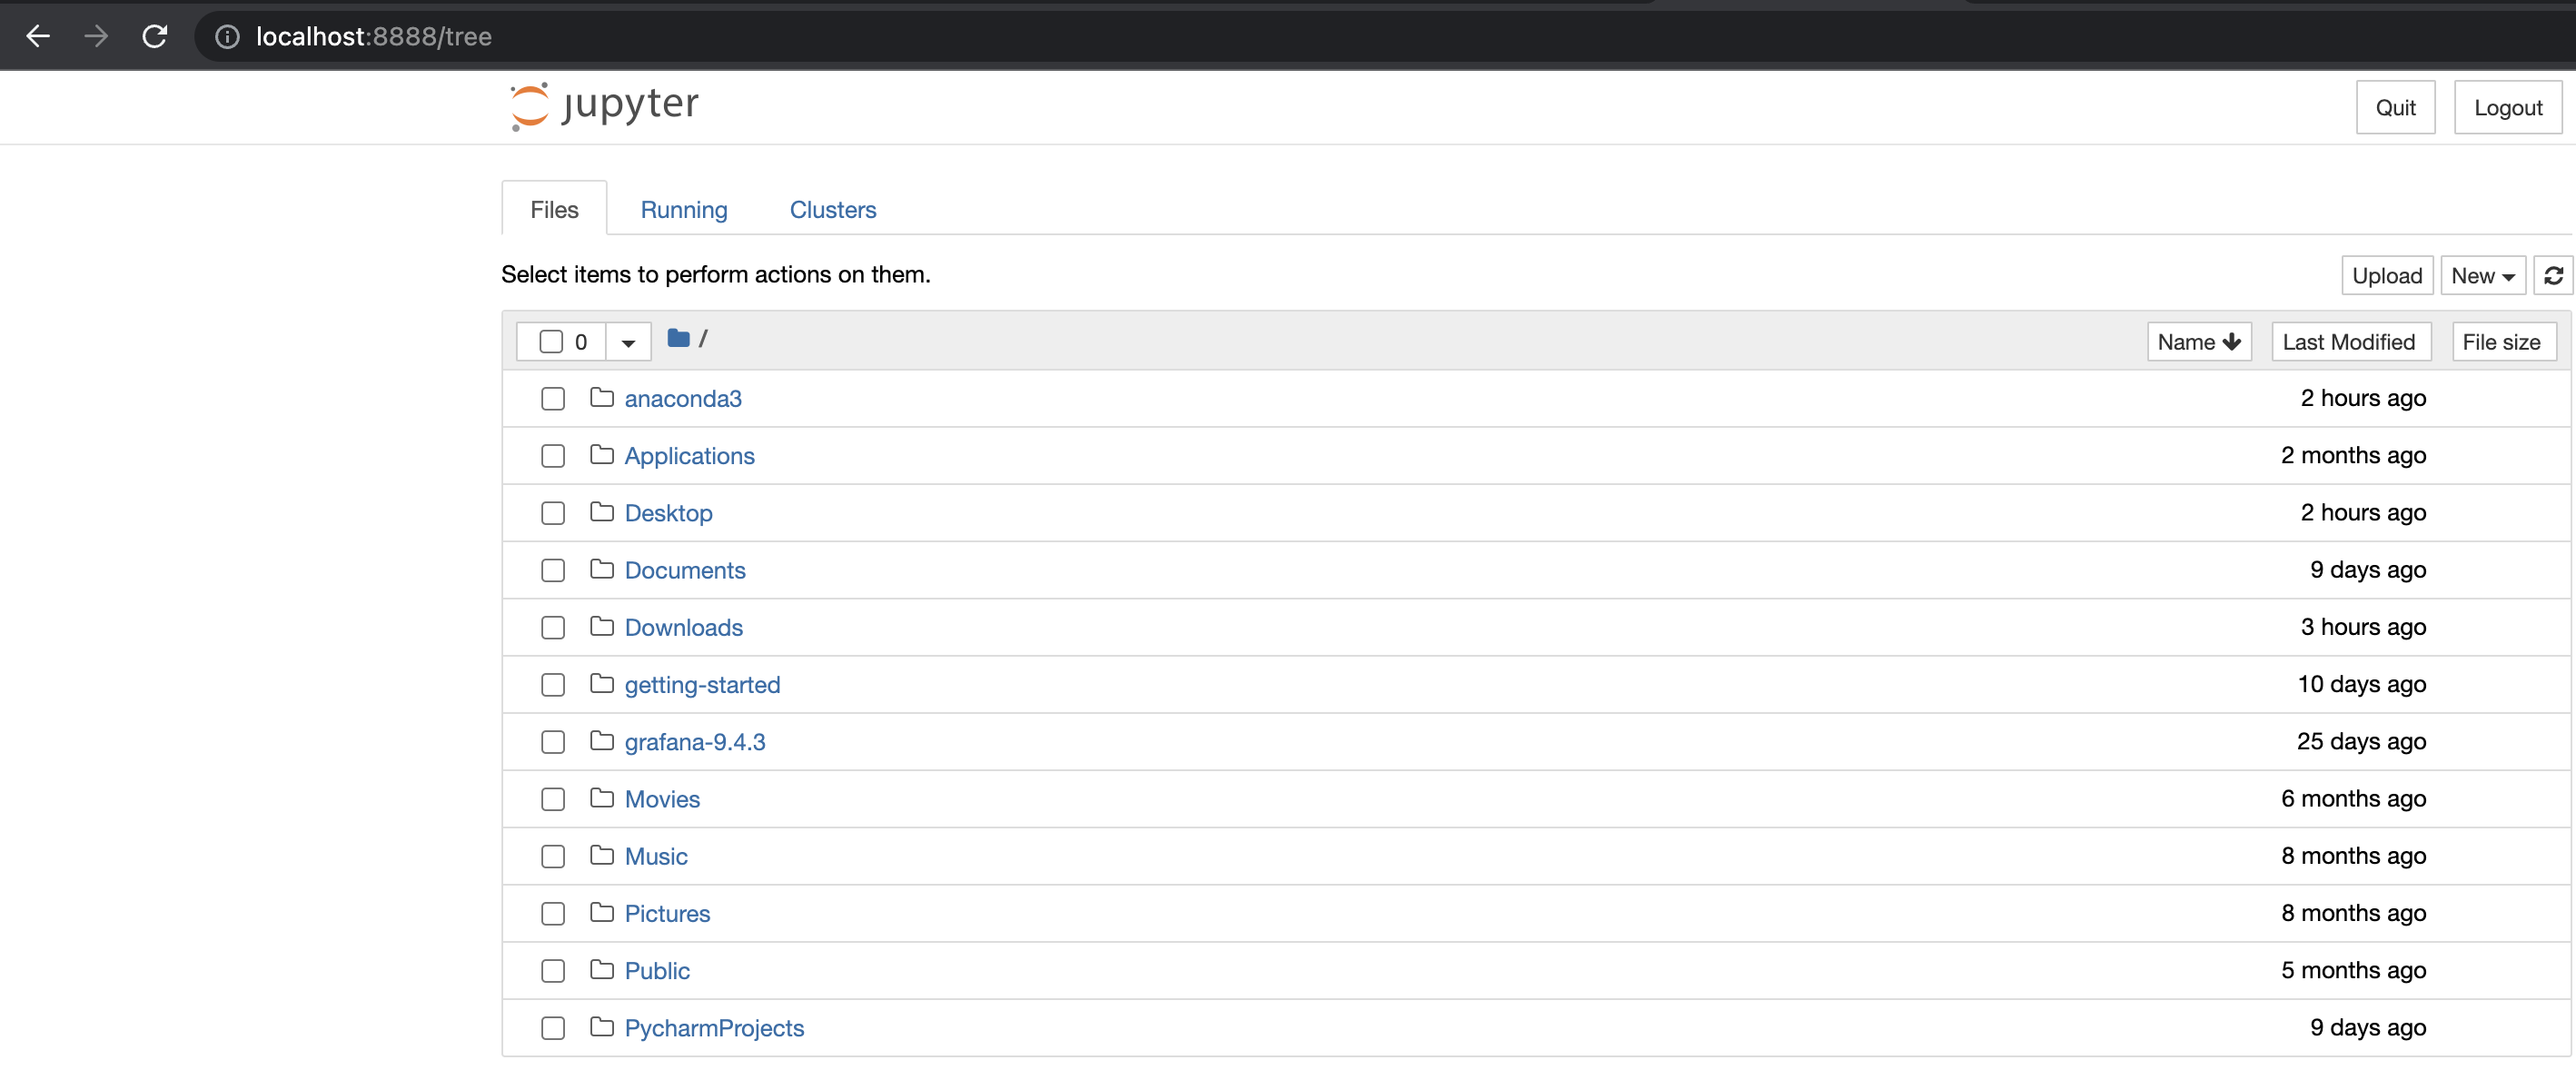 localhost:8888/tree
jupyter
Quit
Logout
Files
Running
Clusters
Select items to perform actions on them.
Upload
New
0
/
Name
Last Modified
File size
anaconda3
2 hours ago
Applications
2 months ago
Desktop
2 hours ago
Documents
9 days ago
Downloads
3 hours ago
getting-started
10 days ago
grafana-9.4.3
25 days ago
Movies
6 months ago
Music
8 months ago
Pictures
8 months ago
Public
5 months ago
PycharmProjects
9 days ago